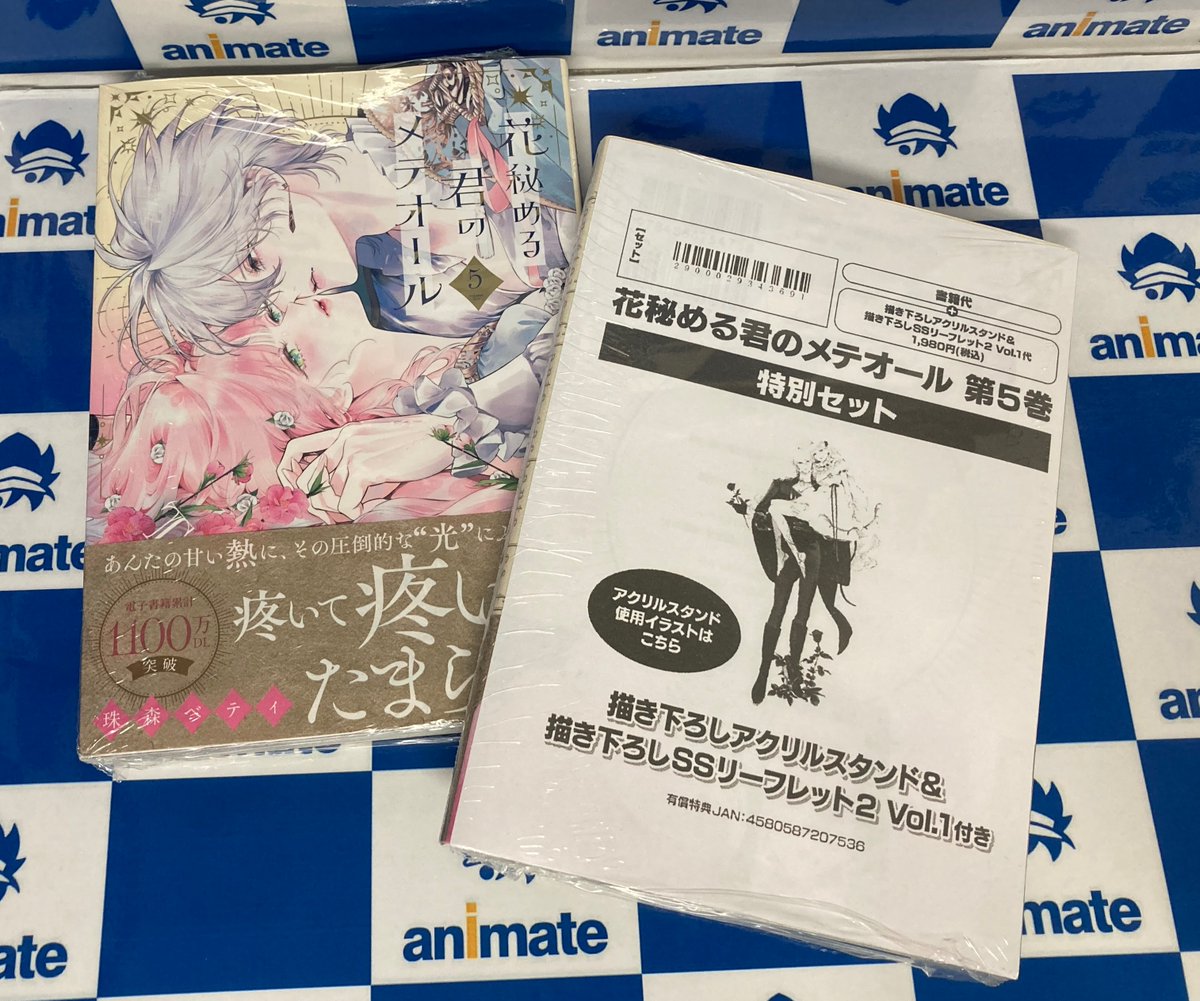 animate
animate
animate
animate
animate
animate
animate
animate
animate
animate
animate
animate
花秘める
君の
メテオール
5
あんたの甘い熱に、その圧倒的な“光”に
疼いて疼い
たまら
電子書籍累計
1100万DL
突破
珠森ベティ
【セット】
2900029343691
書籍代
+
描き下ろしアクリルスタンド&
描き下ろしSSリーフレット2 Vol.1代
1,980円(税込)
花秘める君のメテオール 第5巻
特別セット
アクリルスタンド
使用イラストは
こちら
描き下ろしアクリルスタンド&
描き下ろしSSリーフレット2 Vol.1付き
有償特典JAN:4580587207536